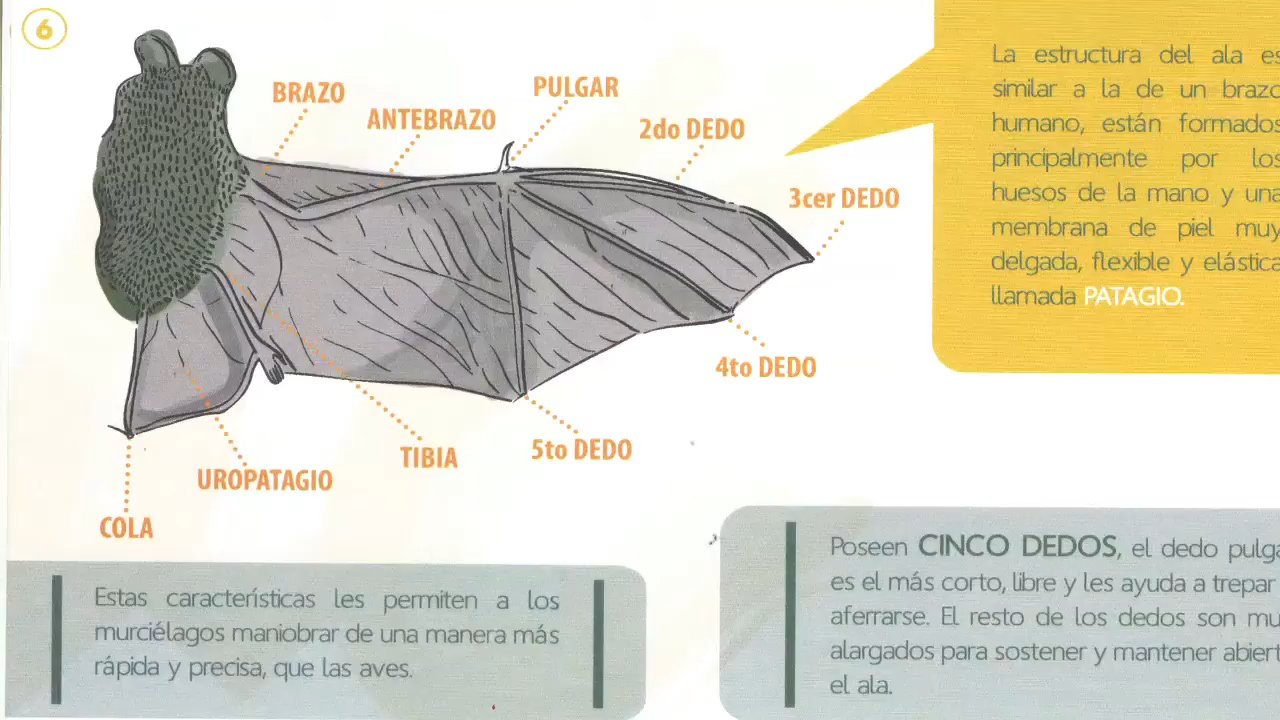 6
BRAZO
ANTEBRAZO
PULGAR
2do DEDO
3cer DEDO
4to DEDO
5to DEDO
TIBIA
UROPATAGIO
COLA
La estructura del ala es
similar a la de un brazo
humano, están formados
principalmente por los
huesos de la mano y una
membrana de piel muy
delgada, flexible y elástica
llamada PATAGIO.
Estas características les permiten a los
murciélagos maniobrar de una manera más
rápida y precisa, que las aves.
Poseen CINCO DEDOS, el dedo pulga
es el más corto, libre y les ayuda a trepar
aferrarse. El resto de los dedos son mu
alargados para sostener y mantener abiert
el ala.